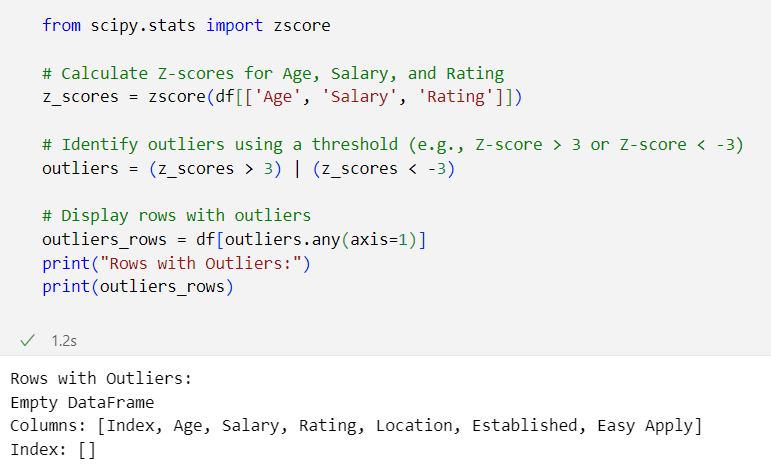 from scipy.stats import zscore
# Calculate Z-scores for Age, Salary, and Rating
z_scores = zscore(df[['Age', 'Salary', 'Rating']])
# Identify outliers using a threshold (e.g., Z-score > 3 or Z-score < -3)
outliers = (z_scores > 3) | (z_scores < -3)
# Display rows with outliers
outliers_rows = df[outliers.any(axis=1)]
print("Rows with Outliers:")
print(outliers_rows)
✓ 1.2s
Rows with Outliers:
Empty DataFrame
Columns: [Index, Age, Salary, Rating, Location, Established, Easy Apply]
Index: []